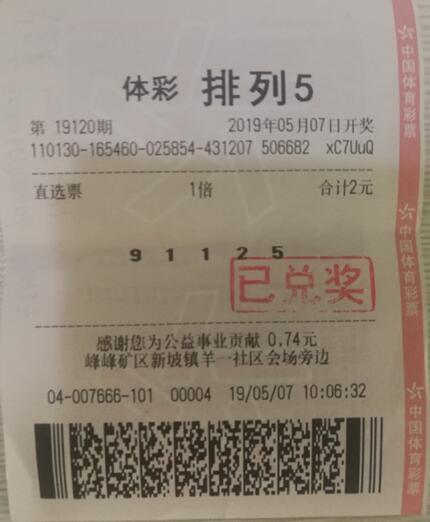 体彩 排列5
第 19120期 2019年05月07日开奖
110130-165460-025854-431207 506682 xC7UuQ
直选票 1倍 合计2元
9 1 1 2 5
已兑奖
感谢您为公益事业贡献 0.74元
峰峰矿区新坡镇羊一社区会场旁边
04-007666-101 00004 19/05/07 10:06:32
中国体育彩票
中国体育彩票
中国体育彩票